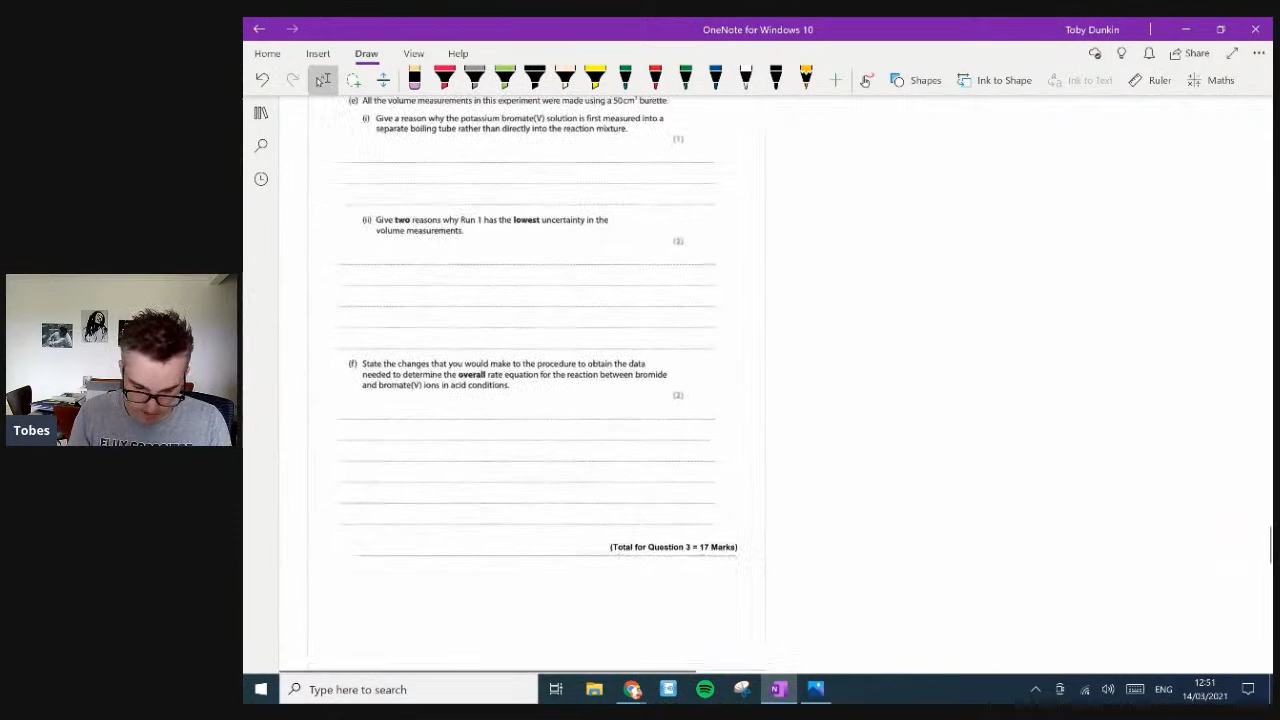 OneNote for Windows 10
Toby Dunkin
Home Insert Draw View Help
Share
Shapes Ink to Shape Ink to Text Ruler Maths
(e) All the volume measurements in this experiment were made using a 50cm³ burette.
(i) Give a reason why the potassium bromate(V) solution is first measured into a
separate boiling tube rather than directly into the reaction mixture.
(1)
(ii) Give two reasons why Run 1 has the lowest uncertainty in the
volume measurements.
(2)
(f) State the changes that you would make to the procedure to obtain the data
needed to determine the overall rate equation for the reaction between bromide
and bromate(V) ions in acid conditions.
(2)
(Total for Question 3 = 17 Marks)
Tobes
Type here to search
ENG
12:51
14/03/2021